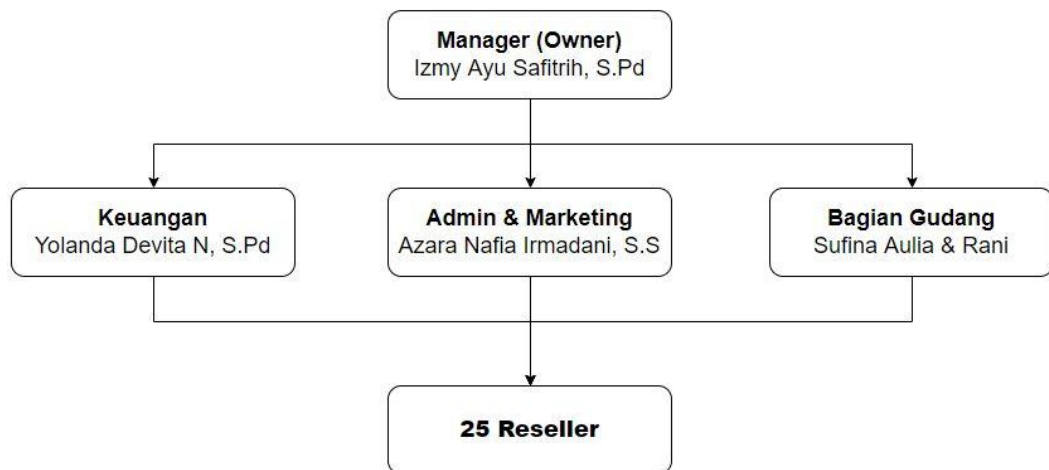 Manager (Owner)
Izmy Ayu Safitrih, S.Pd
Keuangan
Yolanda Devita N, S.Pd
Admin & Marketing
Azara Nafia Irmadani, S.S
Bagian Gudang
Sufina Aulia & Rani
25 Reseller